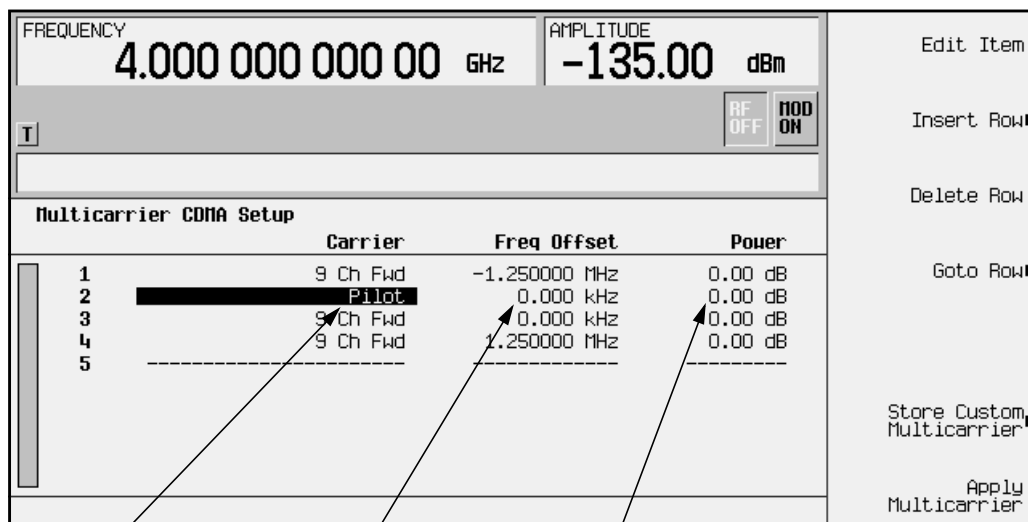 FREQUENCY
4.000 000 000 00 GHz
AMPLITUDE
-135.00 dBm
RF OFF
MOD ON
T
Multicarrier CDMA Setup
Carrier Freq Offset Power
1 9 Ch Fwd -1.250000 MHz 0.00 dB
2 Pilot 0.000 kHz 0.00 dB
3 9 Ch Fwd 0.000 kHz 0.00 dB
4 9 Ch Fwd 1.250000 MHz 0.00 dB
5 -------------------- ------------- ---------
Edit Item
Insert Row
Delete Row
Goto Row
Store Custom
Multicarrier
Apply
Multicarrier